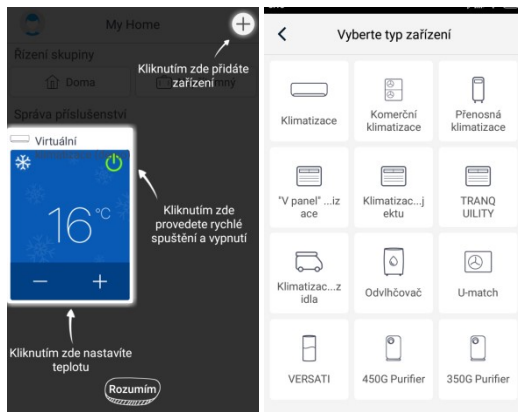 My Home
Řízení skupiny
Kliknutím zde přidáte
zařízení
Doma
Správa příslušenství
Virtuální
16°C
Kliknutím zde
provedete rychlé
spuštění a vypnutí
− +
Kliknutím zde nastavíte
teplotu
Rozumím
Vyberte typ zařízení
Klimatizace
Komerční
klimatizace
Přenosná
klimatizace
"V panel" ...iz
ace
Klimatizac...j
ektu
TRANQ
UILITY
Klimatizac...z
idla
Odvlhčovač
U-match
VERSATI
450G Purifier
350G Purifier